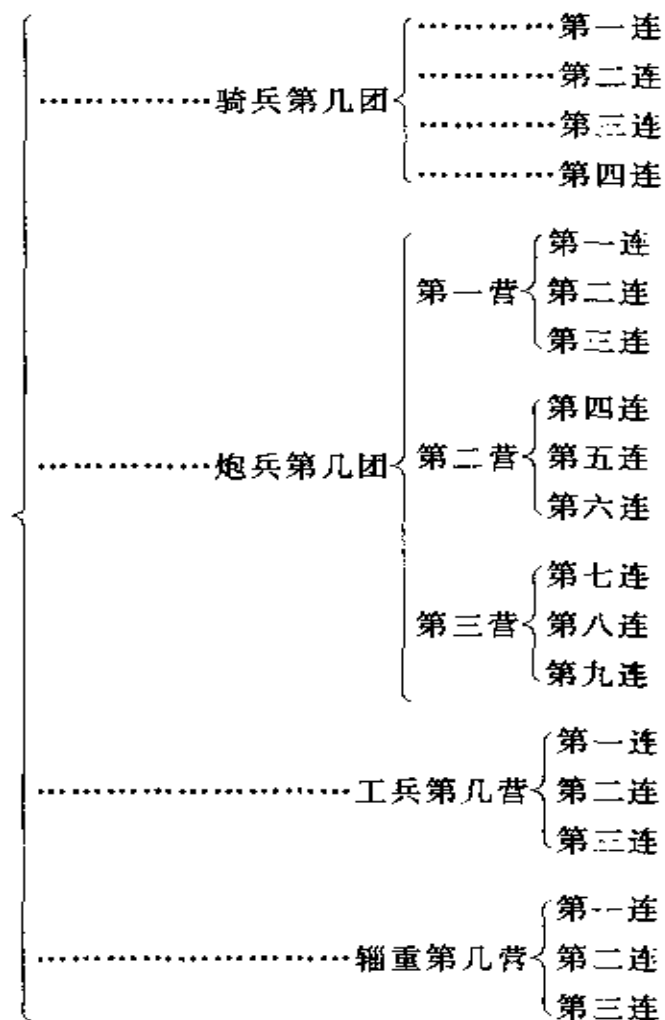 …………第一连
…………第二连
……………骑兵第几团
…………第三连
…………第四连
第一连
第一营 第二连
第三连
第四连
……………炮兵第几团 第二营 第五连
第六连
第七连
第三营 第八连
第九连
第一连
………………………工兵第几营 第二连
第三连
第一连
………………………辎重第几营 第二连
第三连